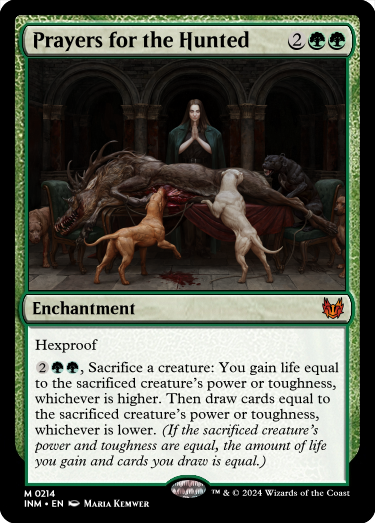 Prayers for the Hunted 2
Enchantment
Hexproof
2, Sacrifice a creature: You gain life equal
to the sacrificed creature's power or toughness,
whichever is higher. Then draw cards equal to
the sacrificed creature's power or toughness,
whichever is lower. (If the sacrificed creature's
power and toughness are equal, the amount of life
you gain and cards you draw is equal.)
M 0214
INM • EN Maria Kemwer
™ & © 2024 Wizards of the Coast